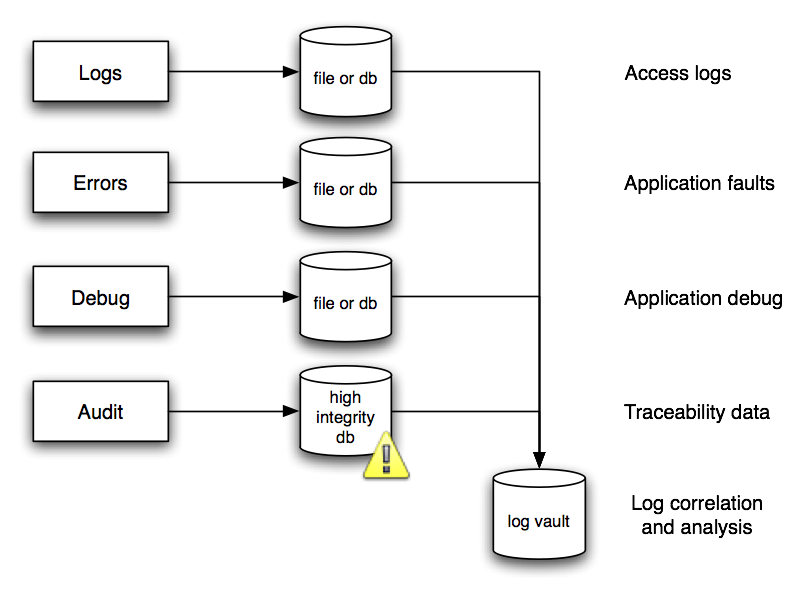 Logs
file or db
Access logs
Errors
file or db
Application faults
Debug
file or db
Application debug
Audit
high
integrity
db
Traceability data
log vault
Log correlation
and analysis